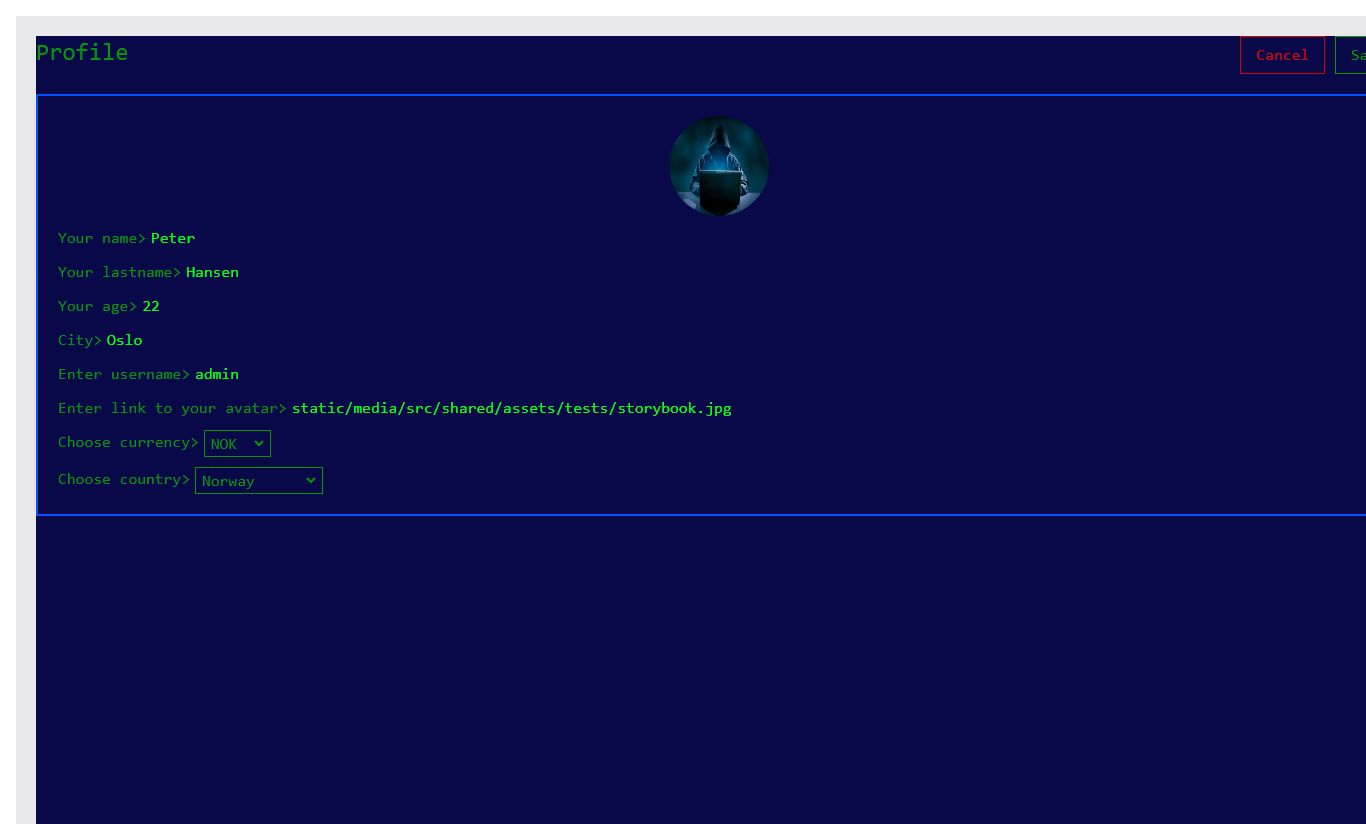 Profile
Cancel
Sa
Your name> Peter
Your lastname> Hansen
Your age> 22
City> Oslo
Enter username> admin
Enter link to your avatar> static/media/src/shared/assets/tests/storybook.jpg
Choose currency> NOK
Choose country> Norway